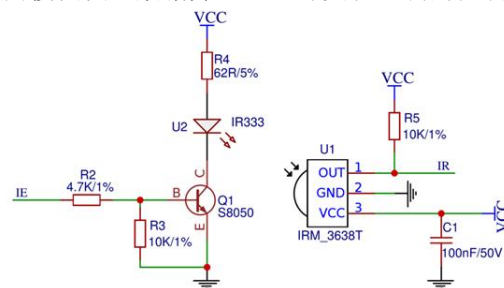 VCC
R4
62R/5%
U2
IR333
IE
R2
4.7K/1%
B
C
E
Q1
S8050
R3
10K/1%
VCC
R5
10K/1%
U1
OUT
1
IR
GND
2
VCC
3
IRM_3638T
C1
100nF/50V
VCC